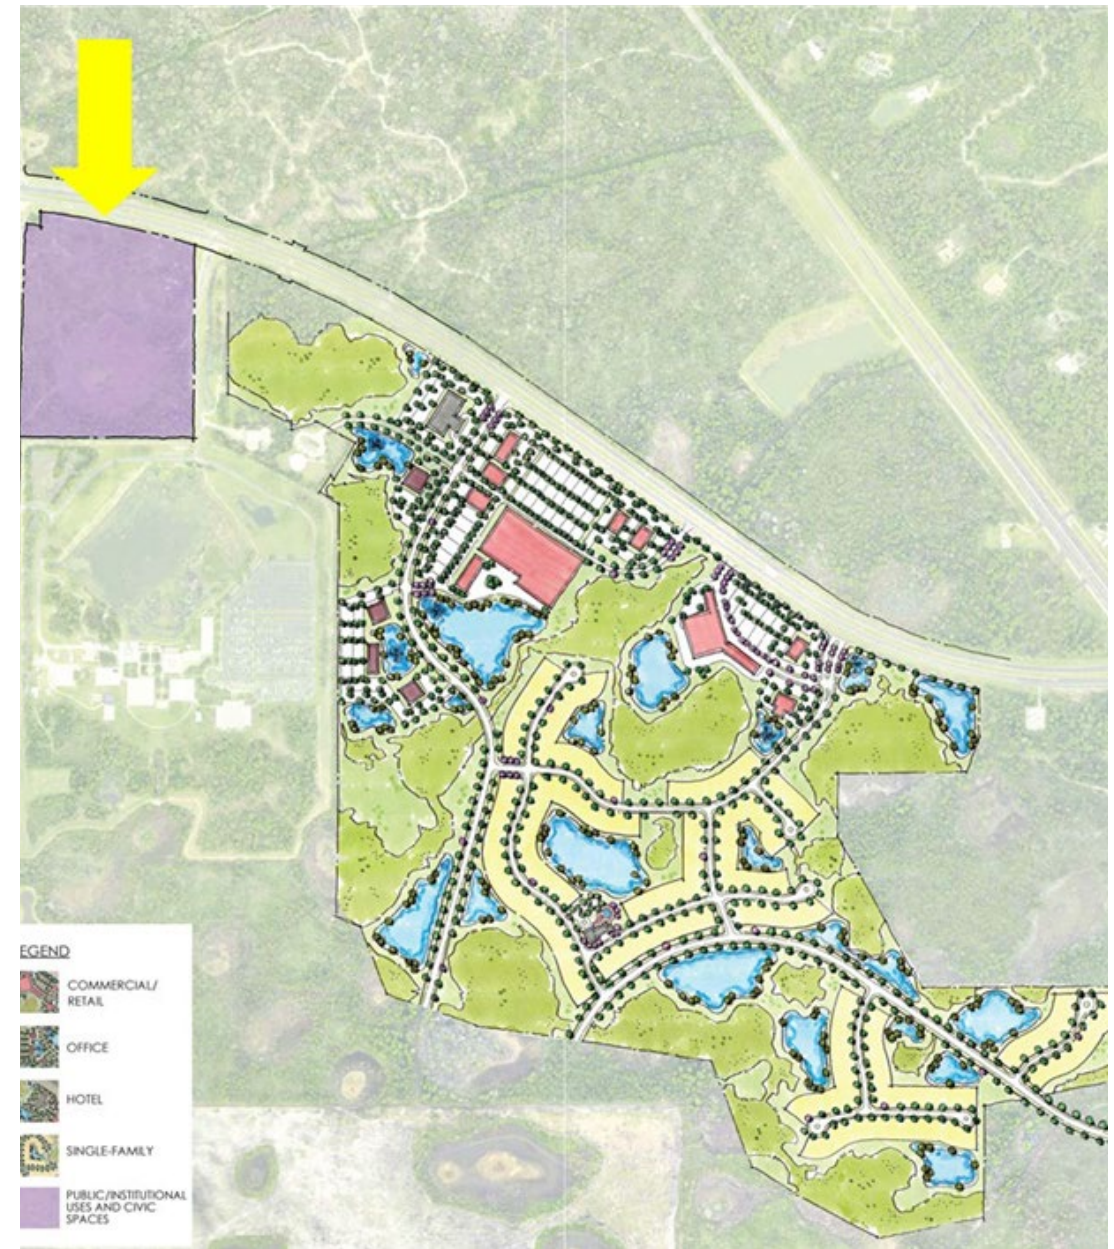 EGEND
COMMERCIAL/
RETAIL
OFFICE
HOTEL
SINGLE-FAMILY
PUBLIC/INSTITUTIONAL
USES AND CIVIC
SPACES